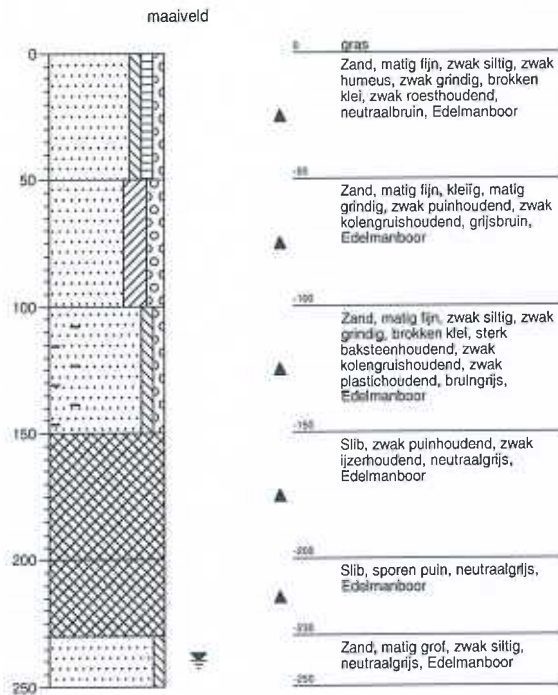 maaiveld
0
50
100
150
200
250
0 gras
Zand, matig fijn, zwak siltig, zwak
humeus, zwak grindig, brokken
klei, zwak roesthoudend,
neutraalbruin, Edelmanboor
-50
Zand, matig fijn, kleiïg, matig
grindig, zwak puinhoudend, zwak
kolengruishoudend, grijsbruin,
Edelmanboor
-100
Zand, matig fijn, zwak siltig, zwak
grindig, brokken klei, sterk
baksteenhoudend, zwak
kolengruishoudend, zwak
plastichoudend, bruingrijs,
Edelmanboor
-150
Slib, zwak puinhoudend, zwak
ijzerhoudend, neutraalgrijs,
Edelmanboor
-200
Slib, sporen puin, neutraalgrijs,
Edelmanboor
-230
Zand, matig grof, zwak siltig,
neutraalgrijs, Edelmanboor
-250